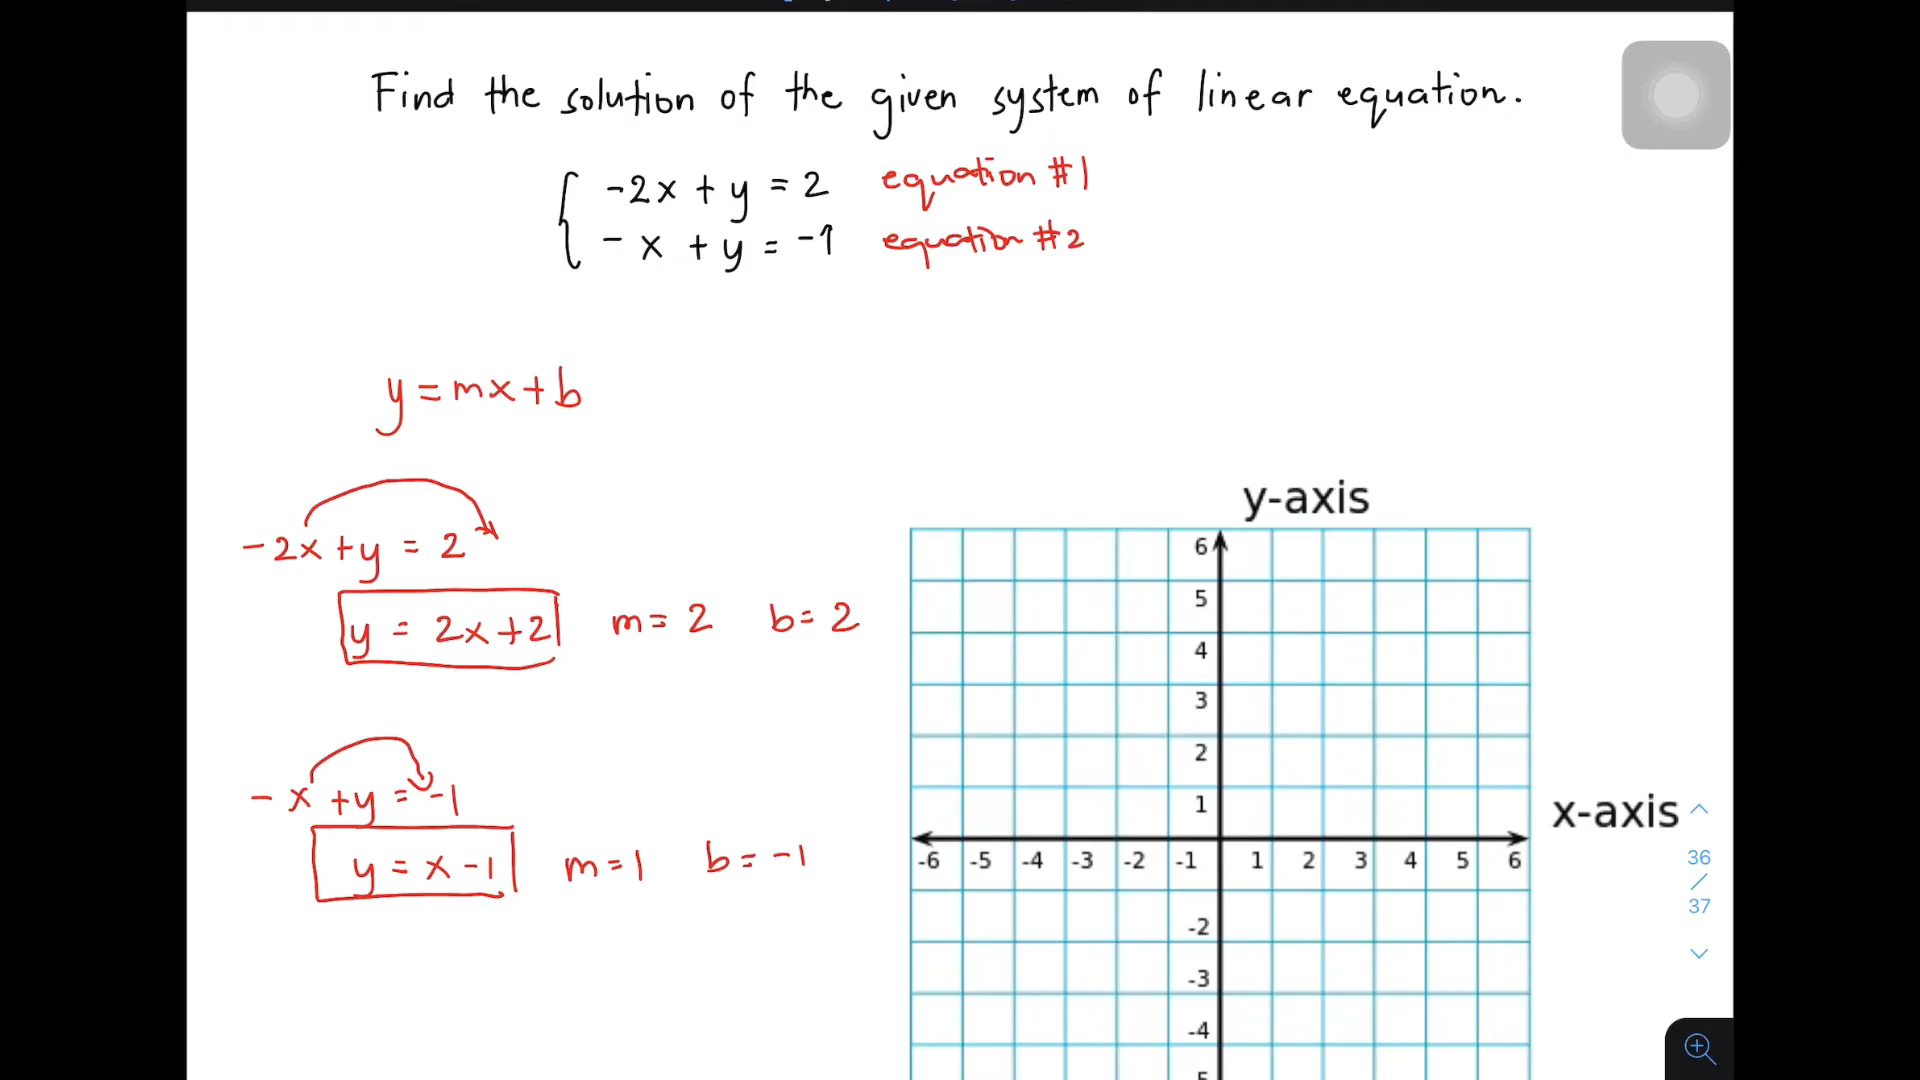 Find the solution of the given system of linear equation.
-2x + y = 2 equation #1
- x + y = -1 equation #2
y = mx + b
-2x + y = 2
y = 2x + 2 m = 2 b = 2
- x + y = -1
y = x - 1 m = 1 b = -1
y-axis
6
5
4
3
2
1
x-axis
-6 -5 -4 -3 -2 -1 1 2 3 4 5 6
-2
-3
-4
36
/
37